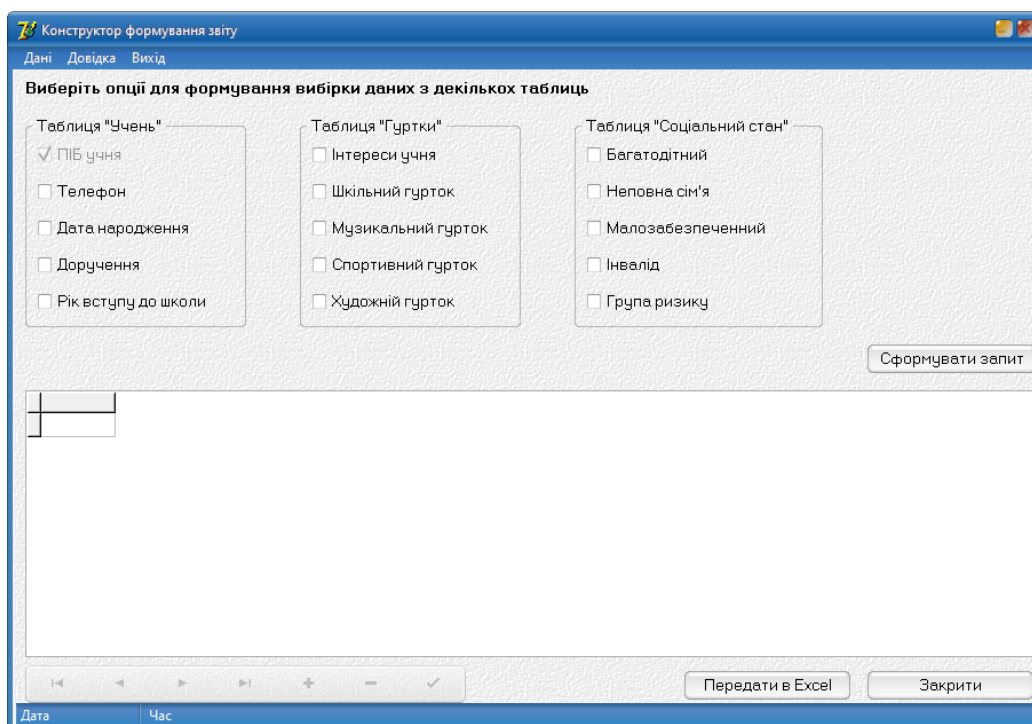 Конструктор формування звіту
Дані Довідка Вихід
Виберіть опції для формування вибірки даних з декількох таблиць
Таблиця "Учень"
ПІБ учня
Телефон
Дата народження
Доручення
Рік вступу до школи
Таблиця "Гуртки"
Інтереси учня
Шкільний гурток
Музикальний гурток
Спортивний гурток
Художній гурток
Таблиця "Соціальний стан"
Багатодітний
Неповна сім'я
Малозабезпеченний
Інвалід
Група ризику
Сформувати запит
Передати в Excel
Закрити
Дата Час